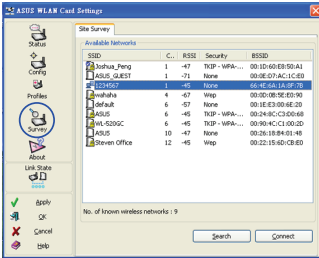 ASUS WLAN Card Settings
Status
Config
Profiles
Survey
About
Link State
Apply
OK
Cancel
Help
Site Survey
Available Networks
SSID C.. RSSI Security BSSID
Joshua_Peng 1 -47 TKIP - WPA-... 00:1D:60:E8:50:A1
ASUS_GUEST 1 -71 None 00:0E:D7:AC:1C:E0
1234567 1 -45 None 66:4E:6A:1A:8F:7B
wahaha 4 -67 Wep 00:0D:0B:5E:E0:90
default 6 -57 None 00:1E:E3:00:6E:20
ASUS 6 -45 TKIP - WPA-... 00:24:8C:C3:D0:68
WL-520GC 6 -65 TKIP - WPA-... 00:90:4C:C1:00:2D
ASUS 10 -47 None 00:26:18:B4:01:48
Steven Office 12 -45 Wep 00:22:15:6D:CB:E0
No. of known wireless networks : 9
Search
Connect